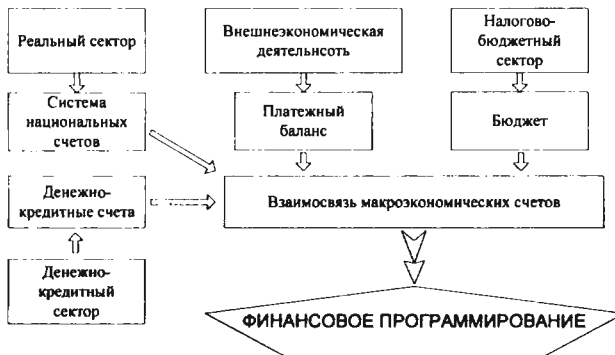 Реальный сектор
Внешнеэкономическая
деятельнсоть
Налогово-
бюджетный
сектор
Система
национальных
счетов
Платежный
баланс
Бюджет
Денежно-
кредитные счета
Взаимосвязь макроэкономических счетов
Денежно-
кредитный
сектор
ФИНАНСОВОЕ ПРОГРАММИРОВАНИЕ